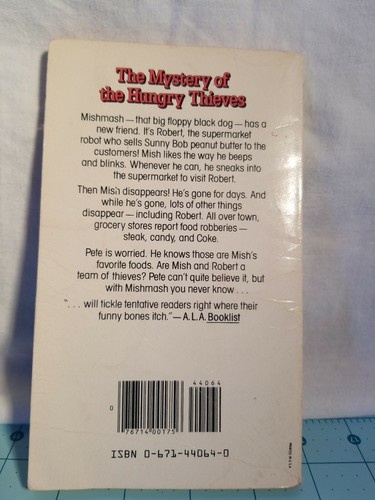 The Mystery of
the Hungry Thieves
Mishmash — that big floppy black dog — has a
new friend. It's Robert, the supermarket
robot who sells Sunny Bob peanut butter to the
customers! Mish likes the way he beeps
and blinks. Whenever he can, he sneaks into
the supermarket to visit Robert.
Then Mish disappears! He's gone for days. And
while he's gone, lots of other things
disappear — including Robert. All over town,
grocery stores report food robberies —
steak, candy, and Coke.
Pete is worried. He knows those are Mish's
favorite foods. Are Mish and Robert a
team of thieves? Pete can't quite believe it, but
with Mishmash you never know . . .
". . . will tickle tentative readers right where their
funny bones itch." — A.L.A. Booklist
44064
0
76714 00175
ISBN 0-671-44064-0